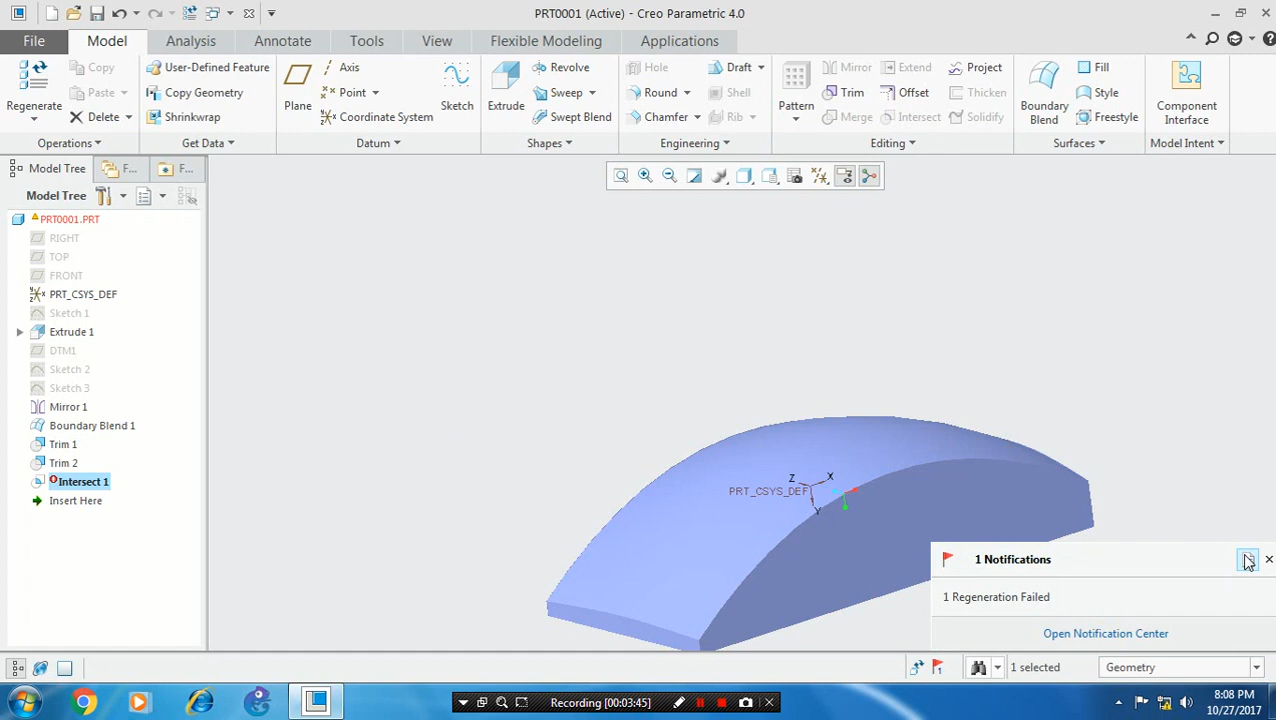 PRT0001 (Active) - Creo Parametric 4.0
File
Model
Analysis
Annotate
Tools
View
Flexible Modeling
Applications
Regenerate
Copy
Paste
Delete
Operations
User-Defined Feature
Copy Geometry
Shrinkwrap
Get Data
Plane
Axis
Point
Coordinate System
Sketch
Datum
Extrude
Revolve
Sweep
Swept Blend
Shapes
Hole
Round
Chamfer
Draft
Shell
Rib
Engineering
Pattern
Mirror
Trim
Merge
Extend
Offset
Intersect
Project
Thicken
Solidify
Editing
Boundary Blend
Fill
Style
Freestyle
Surfaces
Component Interface
Model Intent
Model Tree
F...
F...
Model Tree
PRT0001.PRT
RIGHT
TOP
FRONT
PRT_CSYS_DEF
Sketch 1
Extrude 1
DTM1
Sketch 2
Sketch 3
Mirror 1
Boundary Blend 1
Trim 1
Trim 2
Intersect 1
Insert Here
Z
X
PRT_CSYS_DEF
Y
1 Notifications
1 Regeneration Failed
Open Notification Center
1
1 selected
Geometry
Recording [00:03:45]
8:08 PM
10/27/2017